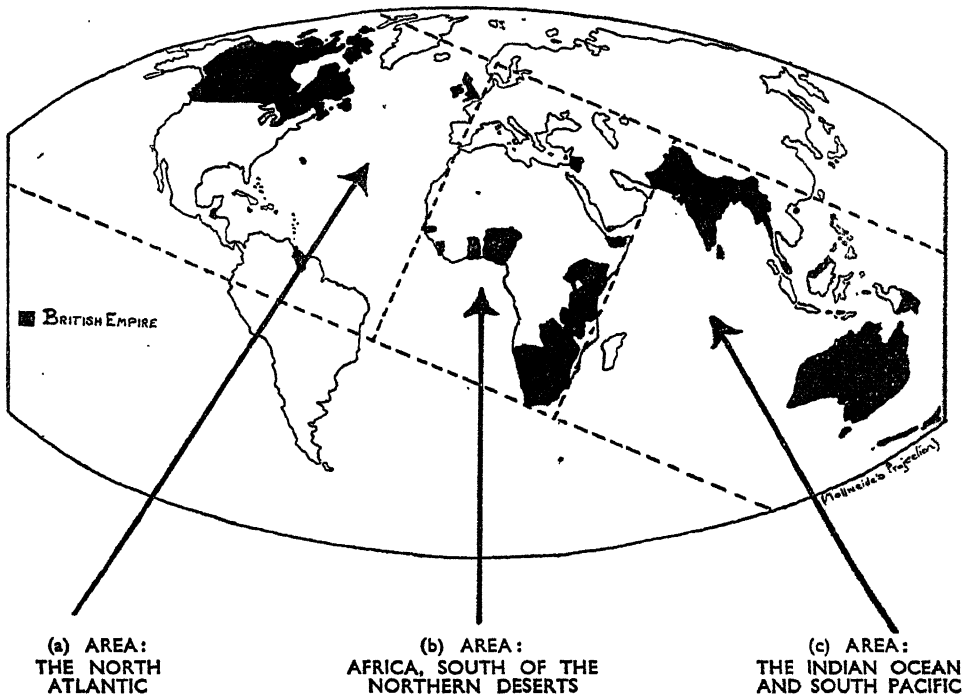 BRITISH EMPIRE
(Mollweide's Projection)
(a) AREA:
THE NORTH
ATLANTIC
(b) AREA:
AFRICA, SOUTH OF THE
NORTHERN DESERTS
(c) AREA:
THE INDIAN OCEAN
AND SOUTH PACIFIC